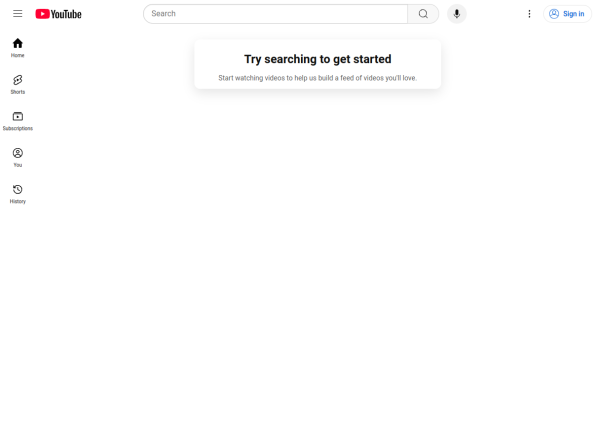 YouTube
Search
Sign in
Home
Shorts
Subscriptions
You
History
Try searching to get started
Start watching videos to help us build a feed of videos you'll love.